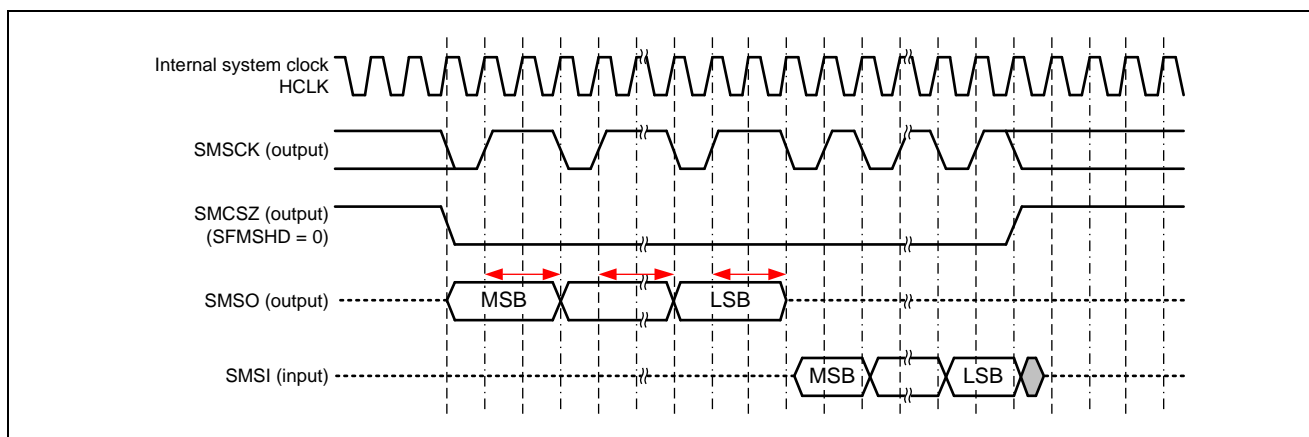 Internal system clock
HCLK
SMSCK (output)
SMCSZ (output)
(SFMSHD = 0)
SMSO (output)
MSB
LSB
SMSI (input)
MSB
LSB